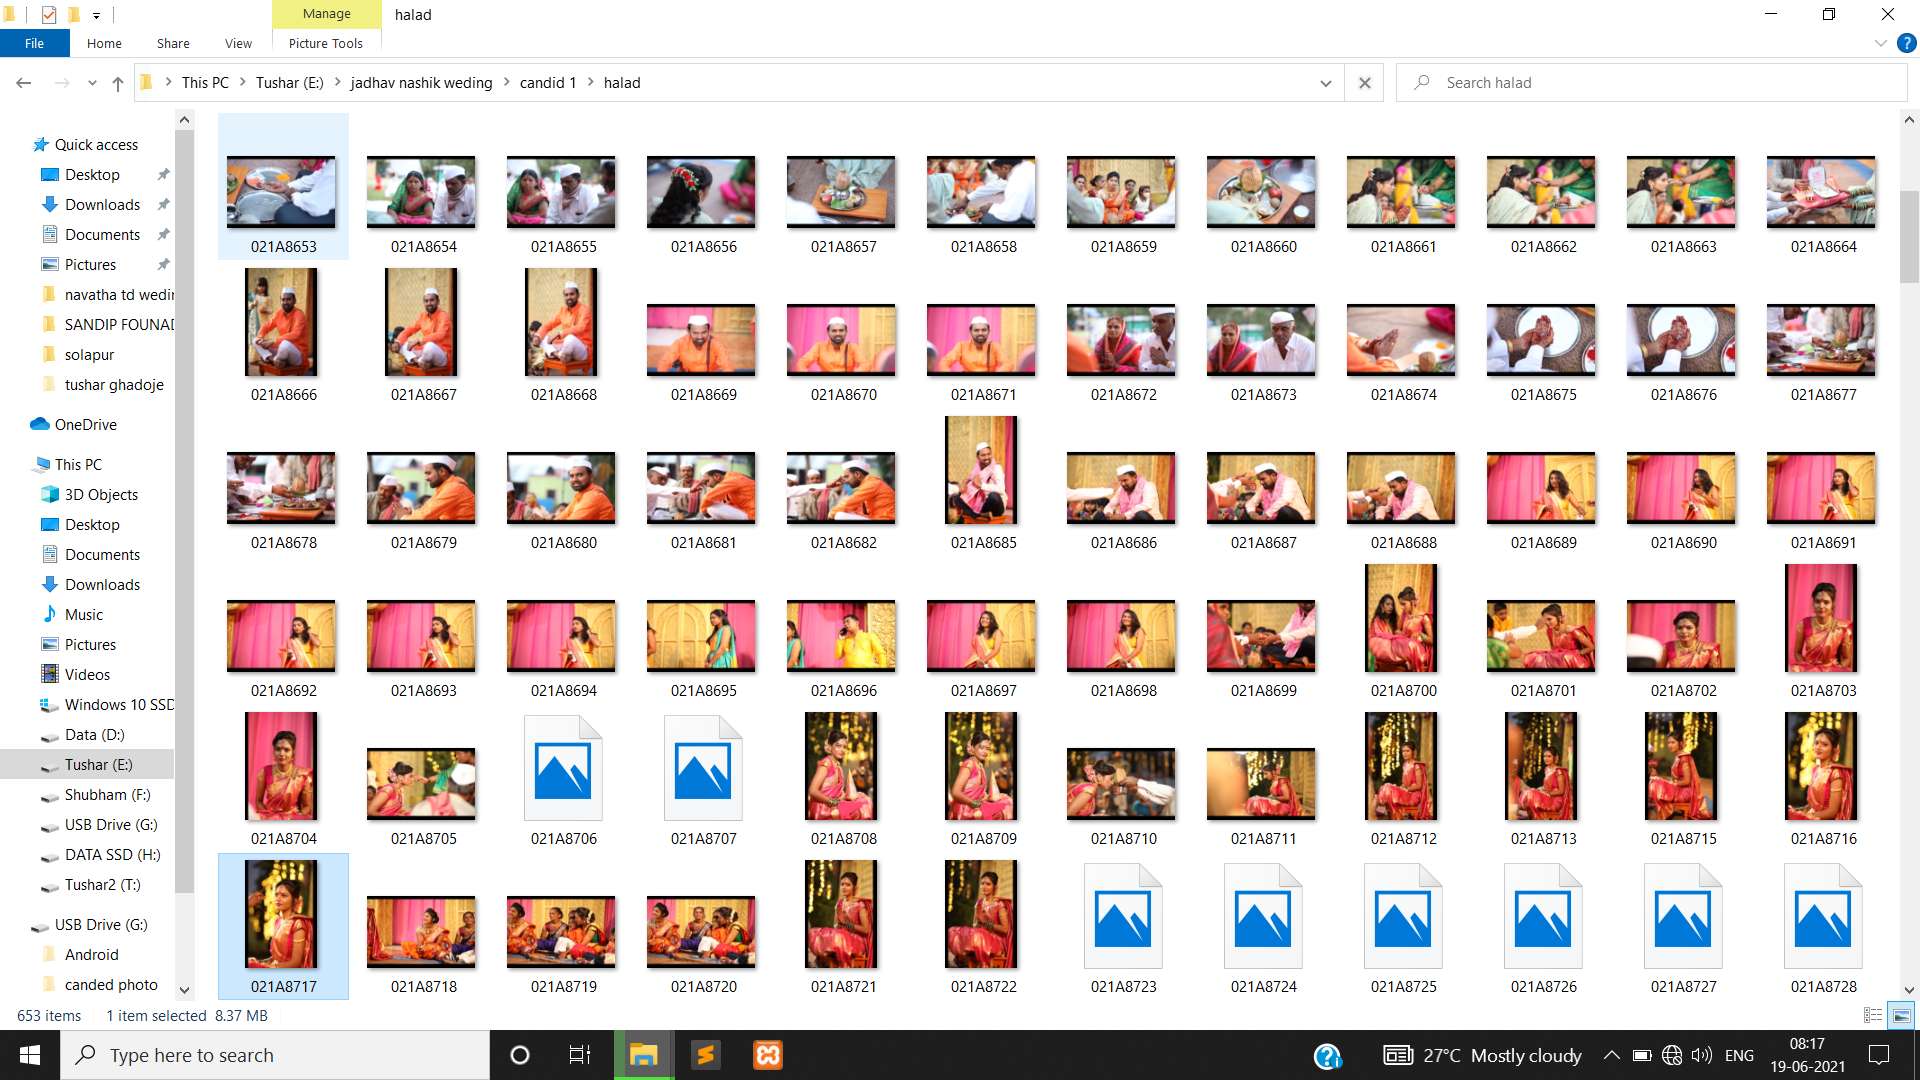 Manage
halad
File
Home
Share
View
Picture Tools
This PC
Tushar (E:)
jadhav nashik weding
candid 1
halad
Search halad
Quick access
Desktop
Downloads
Documents
Pictures
navatha td wedin
SANDIP FOUNAD
solapur
tushar ghadoje
OneDrive
This PC
3D Objects
Desktop
Documents
Downloads
Music
Pictures
Videos
Windows 10 SSD
Data (D:)
Tushar (E:)
Shubham (F:)
USB Drive (G:)
DATA SSD (H:)
Tushar2 (T:)
USB Drive (G:)
Android
canded photo
021A8653 021A8654 021A8655 021A8656 021A8657 021A8658 021A8659 021A8660 021A8661 021A8662 021A8663 021A8664
021A8666 021A8667 021A8668 021A8669 021A8670 021A8671 021A8672 021A8673 021A8674 021A8675 021A8676 021A8677
021A8678 021A8679 021A8680 021A8681 021A8682 021A8685 021A8686 021A8687 021A8688 021A8689 021A8690 021A8691
021A8692 021A8693 021A8694 021A8695 021A8696 021A8697 021A8698 021A8699 021A8700 021A8701 021A8702 021A8703
021A8704 021A8705 021A8706 021A8707 021A8708 021A8709 021A8710 021A8711 021A8712 021A8713 021A8715 021A8716
021A8717 021A8718 021A8719 021A8720 021A8721 021A8722 021A8723 021A8724 021A8725 021A8726 021A8727 021A8728
653 items
1 item selected 8.37 MB
Type here to search
27°C Mostly cloudy
ENG
08:17
19-06-2021